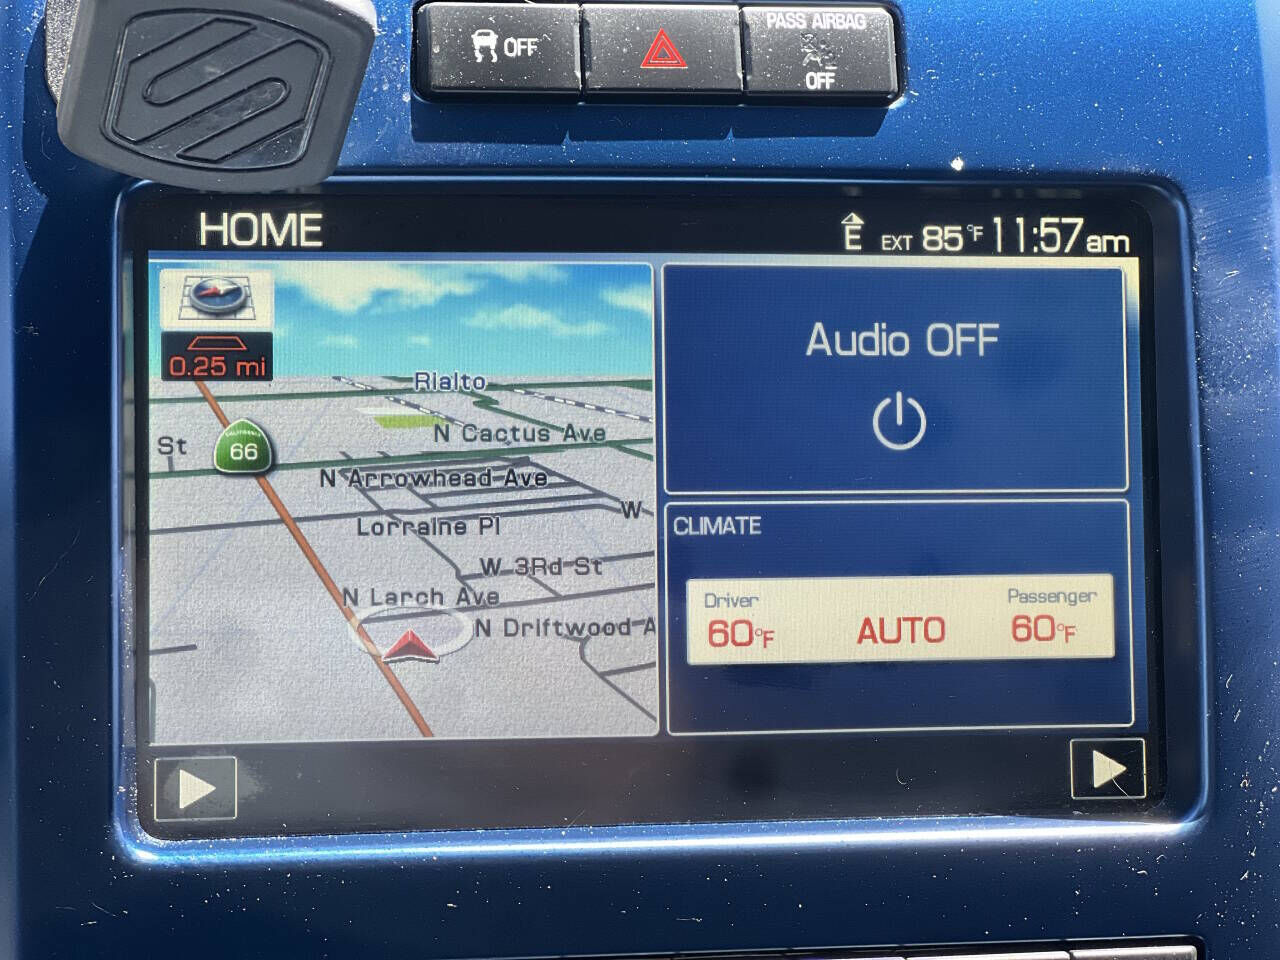 OFF
PASS AIRBAG
OFF
HOME
E EXT 85°F 11:57am
0.25 mi
Rialto
N Cactus Ave
St
CALIFORNIA
66
N Arrowhead Ave
W
Lorraine Pl
W 3Rd St
N Larch Ave
N Driftwood A
Audio OFF
CLIMATE
Driver
Passenger
60°F AUTO 60°F